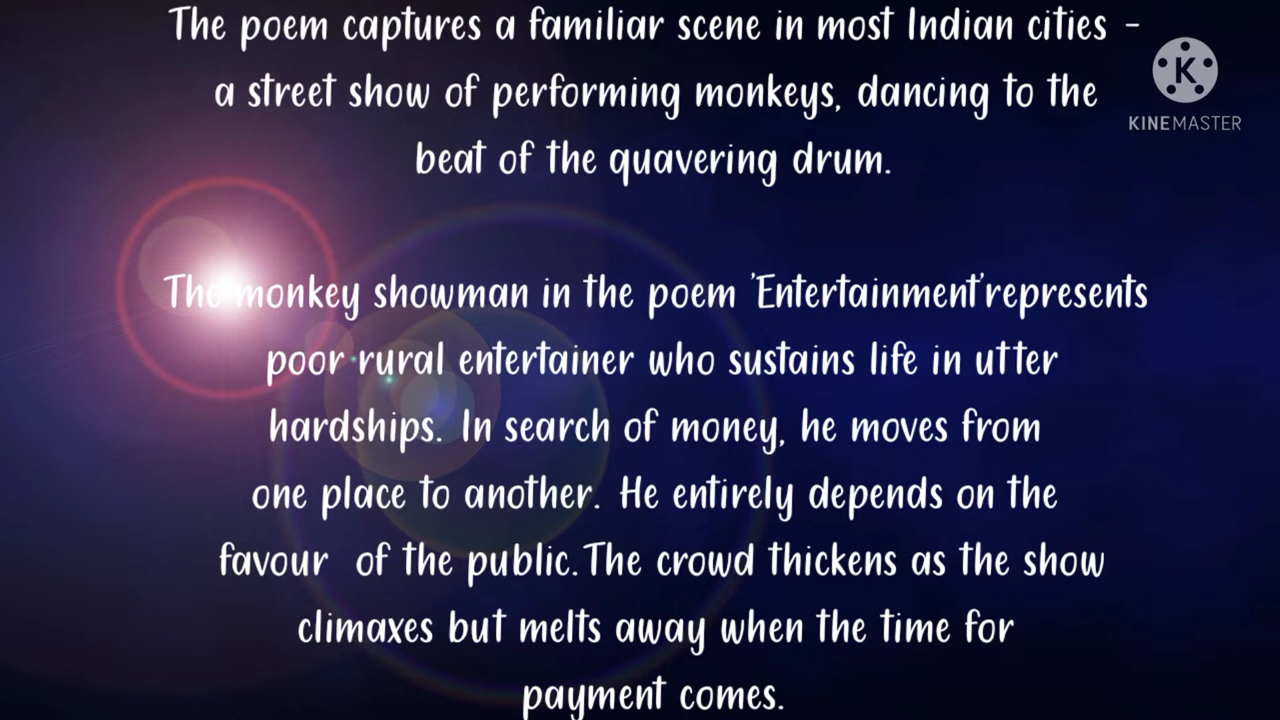 The poem captures a familiar scene in most Indian cities -
a street show of performing monkeys, dancing to the
beat of the quavering drum.
The monkey showman in the poem 'Entertainment'represents
poor rural entertainer who sustains life in utter
hardships. In search of money, he moves from
one place to another. He entirely depends on the
favour of the public.The crowd thickens as the show
climaxes but melts away when the time for
payment comes.
K
KINEMASTER